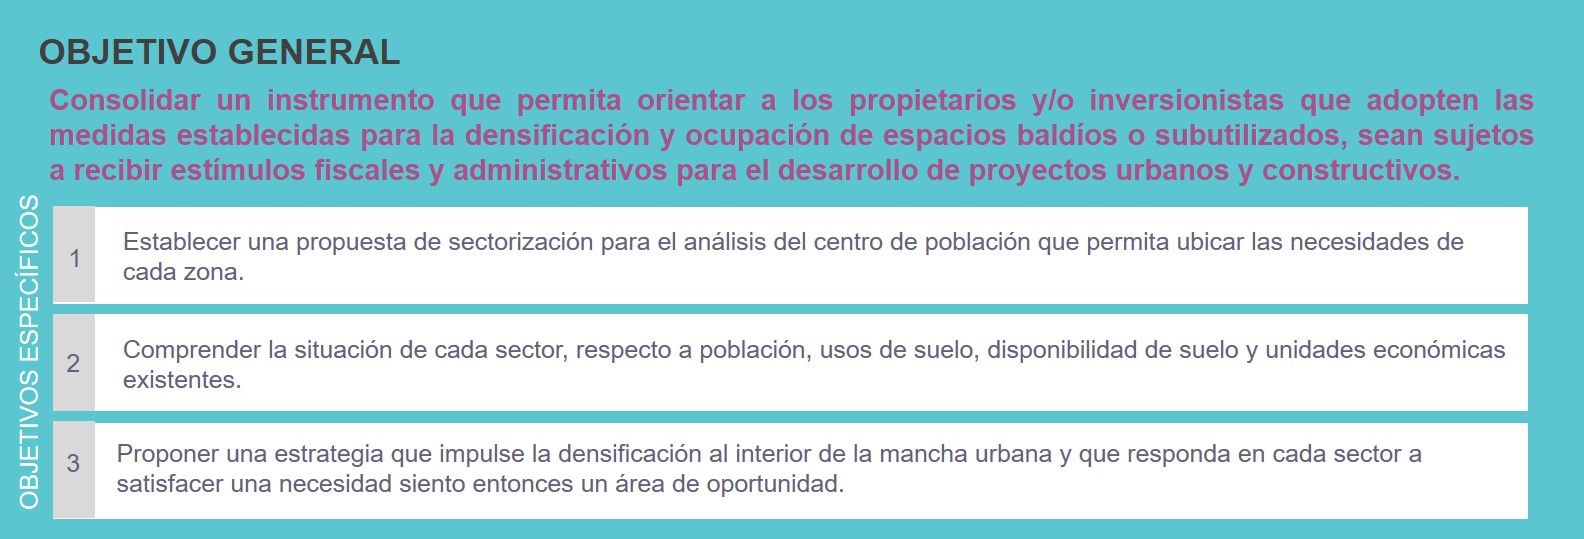 OBJETIVO GENERAL
Consolidar un instrumento que permita orientar a los propietarios y/o inversionistas que adopten las
medidas establecidas para la densificación y ocupación de espacios baldíos o subutilizados, sean sujetos
a recibir estímulos fiscales y administrativos para el desarrollo de proyectos urbanos y constructivos.
OBJETIVOS ESPECÍFICOS
1
Establecer una propuesta de sectorización para el análisis del centro de población que permita ubicar las necesidades de
cada zona.
2
Comprender la situación de cada sector, respecto a población, usos de suelo, disponibilidad de suelo y unidades económicas
existentes.
3
Proponer una estrategia que impulse la densificación al interior de la mancha urbana y que responda en cada sector a
satisfacer una necesidad siento entonces un área de oportunidad.